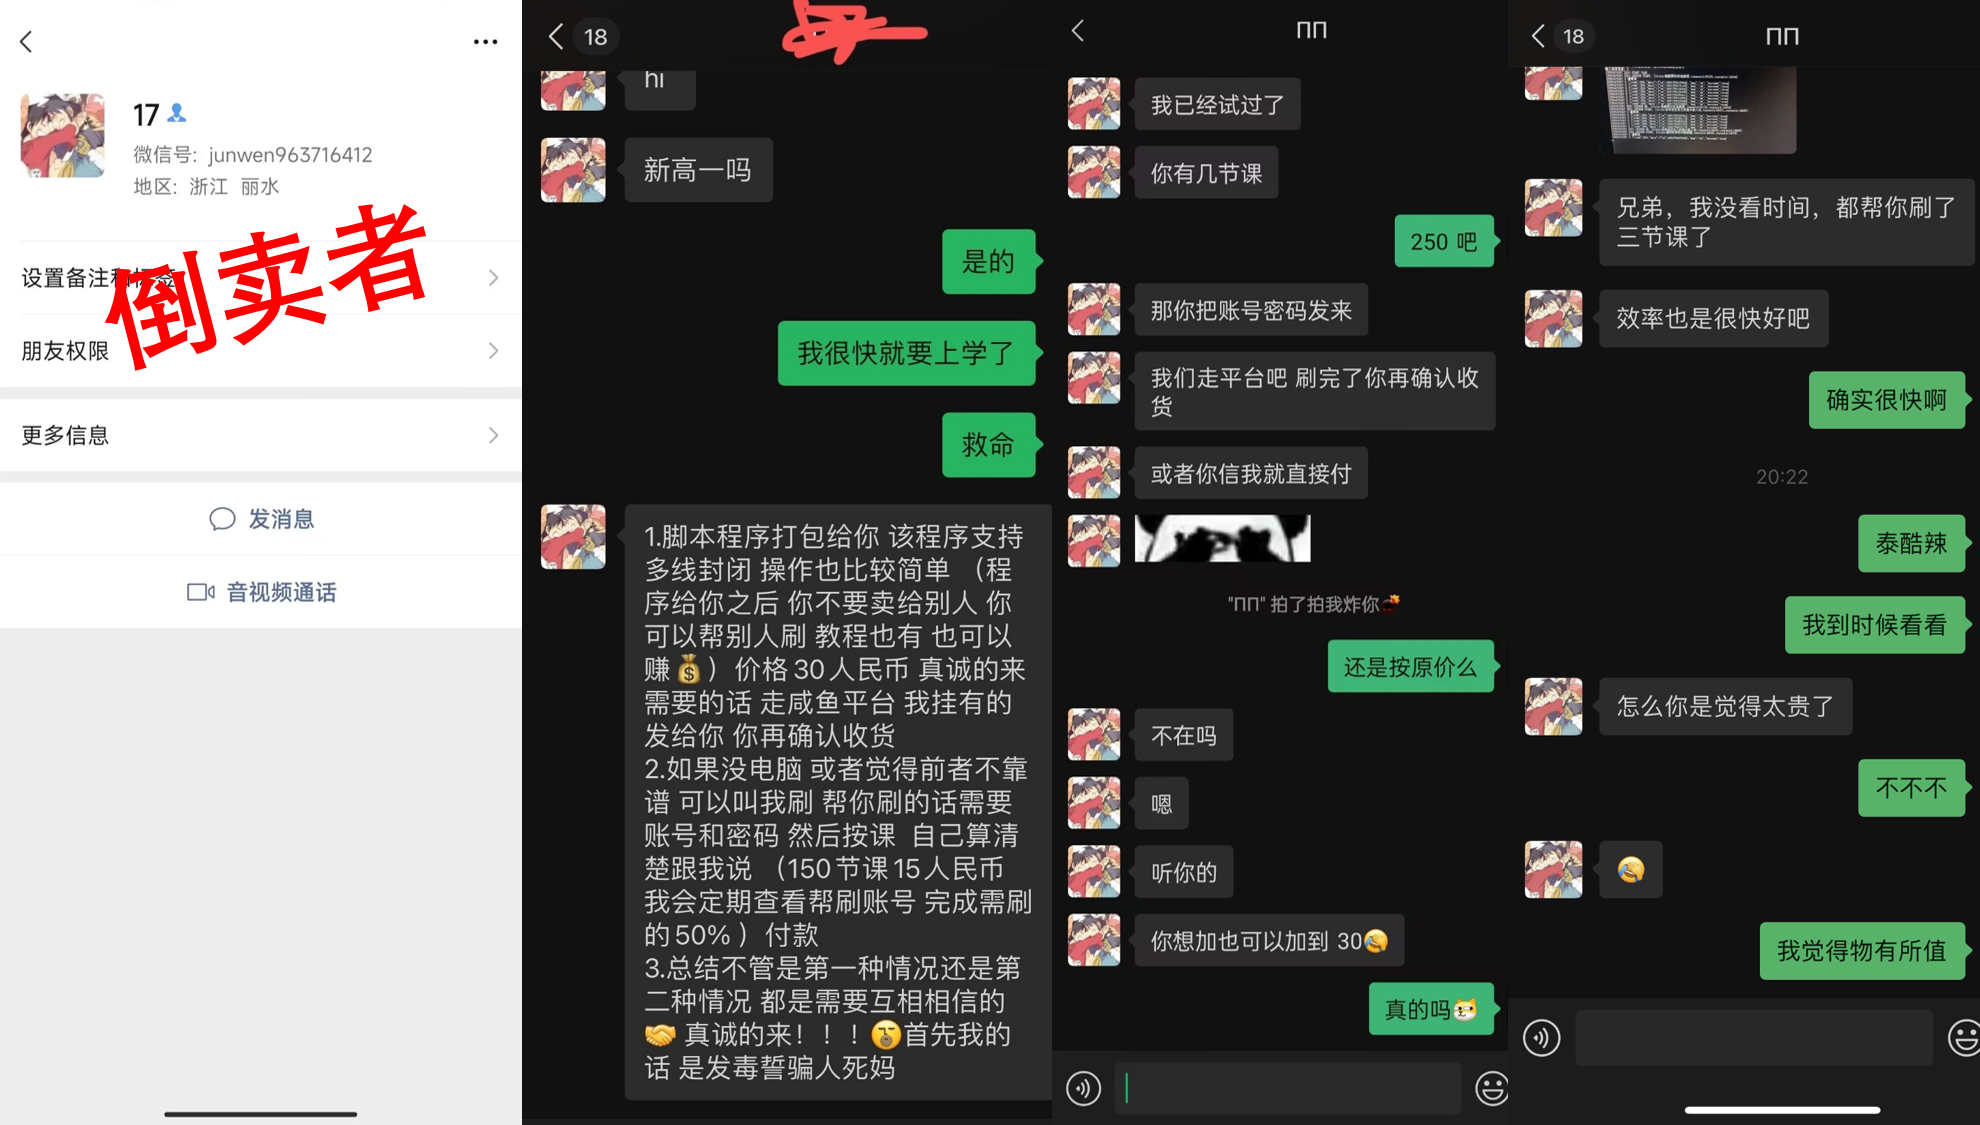 17
微信号: junwen963716412
地区: 浙江 丽水
倒卖者
设置备注和标签
朋友权限
更多信息
发消息
音视频通话
18
hi
新高一吗
是的
我很快就要上学了
救命
1.脚本程序打包给你 该程序支持
多线封闭 操作也比较简单 （程
序给你之后 你不要卖给别人 你
可以帮别人刷 教程也有 也可以
赚💰）价格30人民币 真诚的来
需要的话 走咸鱼平台 我挂有的
发给你 你再确认收货
2.如果没电脑 或者觉得前者不靠
谱 可以叫我刷 帮你刷的话需要
账号和密码 然后按课 自己算清
楚跟我说 （150节课15人民币
我会定期查看帮刷账号 完成需刷
的50%）付款
3.总结不管是第一种情况还是第
二种情况 都是需要互相相信的
🤝 真诚的来！！！😮首先我的
话 是发毒誓骗人死妈
ΠΠ
我已经试过了
你有几节课
250 吧
那你把账号密码发来
我们走平台吧 刷完了你再确认收
货
或者你信我就直接付
"ΠΠ" 拍了拍我炸你💣
还是按原价么
不在吗
嗯
听你的
你想加也可以加到 30😂
真的吗
18
ΠΠ
兄弟，我没看时间，都帮你刷了
三节课了
效率也是很快好吧
确实很快啊
20:22
泰酷辣
我到时候看看
怎么你是觉得太贵了
不不不
😂
我觉得物有所值